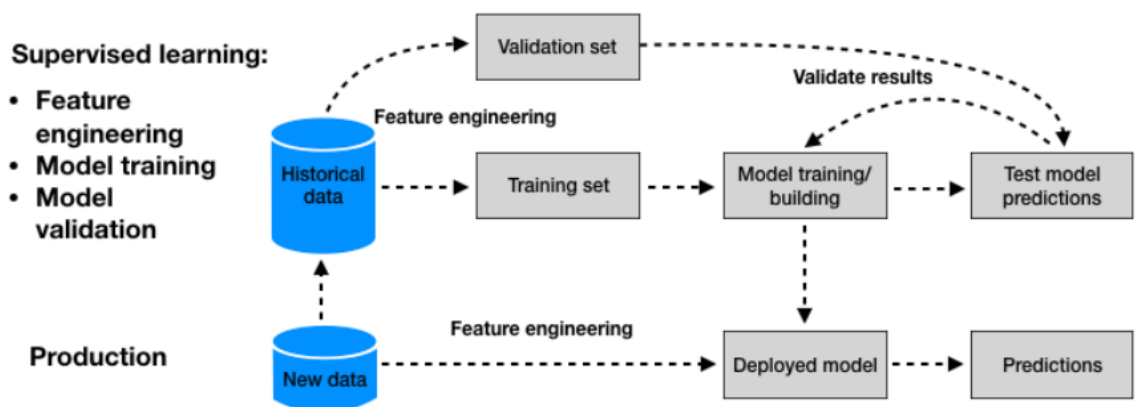 Supervised learning:
• Feature
engineering
• Model training
• Model
validation
Validation set
Validate results
Feature engineering
Historical
data
Training set
Model training/
building
Test model
predictions
Production
New data
Feature engineering
Deployed model
Predictions